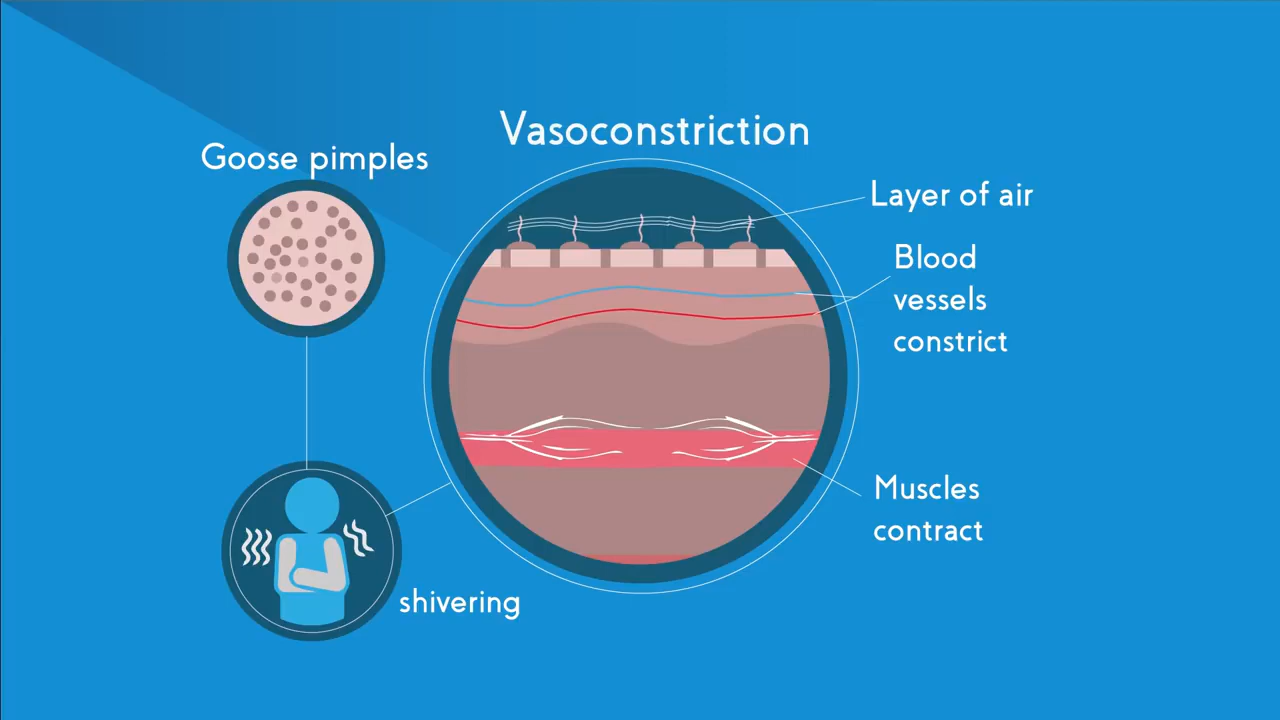 Vasoconstriction
Goose pimples
Layer of air
Blood
vessels
constrict
Muscles
contract
shivering